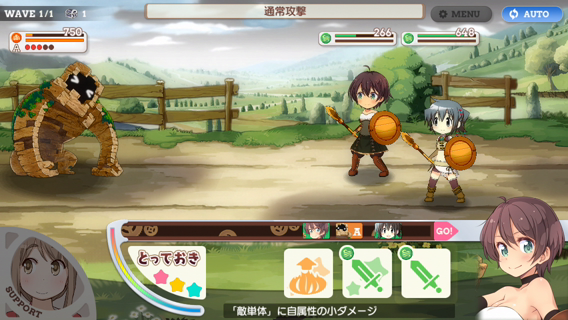 WAVE 1/1 1
通常攻撃
MENU
AUTO
750
A
266
648
A
GO!
とっておき
SUPPORT
「敵単体」に自属性の小ダメージ